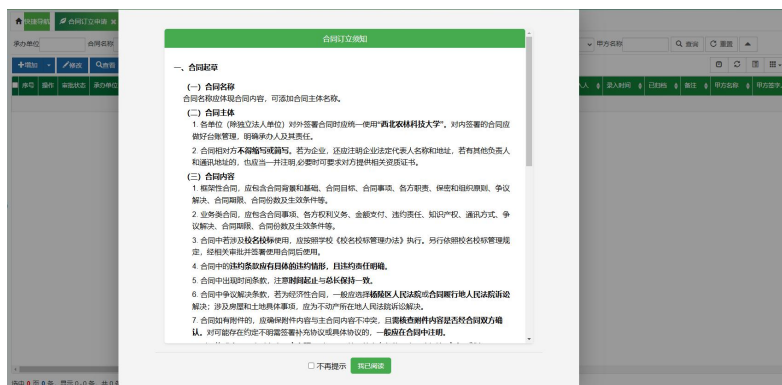 快速导航
合同订立申请
承办单位
合同名称
甲方名称
查询
重置
增加
修改
查看
序号 操作 审批状态 承办单位
录入时间 已归档 备注 甲方名称 甲方签字
合同订立须知
一、合同起草
（一）合同名称
合同名称应体现合同内容，可添加合同主体名称。
（二）合同主体
1. 各单位（除独立法人单位）对外签署合同时应统一使用“西北农林科技大学”。对内签署的合同应
做好台账管理，明确承办人及其责任。
2. 合同相对方不得缩写或简写。若为企业，还应注明企业法定代表人名称和地址，若有其他负责人
和通讯地址的，也应当一并注明,必要时可要求对方提供相关资质证书。
（三）合同内容
1. 框架性合同，应包含合同背景和基础、合同目标、合同事项、各方职责、保密和组织原则、争议
解决、合同期限、合同份数及生效条件等。
2. 业务类合同，应包含合同事项、各方权利义务、金额支付、违约责任、知识产权、通讯方式、争
议解决、合同期限、合同份数及生效条件等。
3. 合同中若涉及校名校标使用，应按照学校《校名校标管理办法》执行。另行依照校名校标管理规
定，经相关审批并签署使用合同后使用。
4. 合同中的违约条款应有具体的违约情形，且违约责任明确。
5. 合同中出现时间条款，注意时间起止与总长保持一致。
6. 合同中争议解决条款，若为经济性合同，一般应选择杨陵区人民法院或合同履行地人民法院诉讼
解决；涉及房屋和土地具体事项，应为不动产所在地人民法院诉讼解决。
7. 合同如有附件的，应确保附件内容与主合同内容不冲突，且需核查附件内容是否经合同双方确
认。对可能存在约定不明需签署补充协议或具体协议的，一般应在合同中注明。
不再提示
我已阅读
选中 0 页 0 条
显示 0-0 条